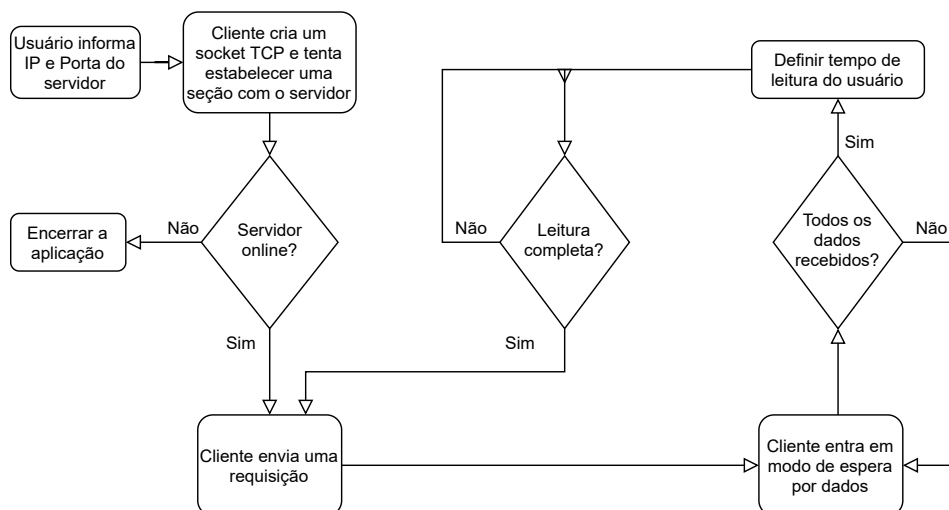 Usuário informa
IP e Porta do
servidor
Cliente cria um
socket TCP e tenta
estabelecer uma
seção com o servidor
Definir tempo de
leitura do usuário
Sim
Encerrar a
aplicação
Não
Servidor
online?
Não
Leitura
completa?
Todos os
dados
recebidos?
Não
Sim
Sim
Cliente envia uma
requisição
Cliente entra em
modo de espera
por dados